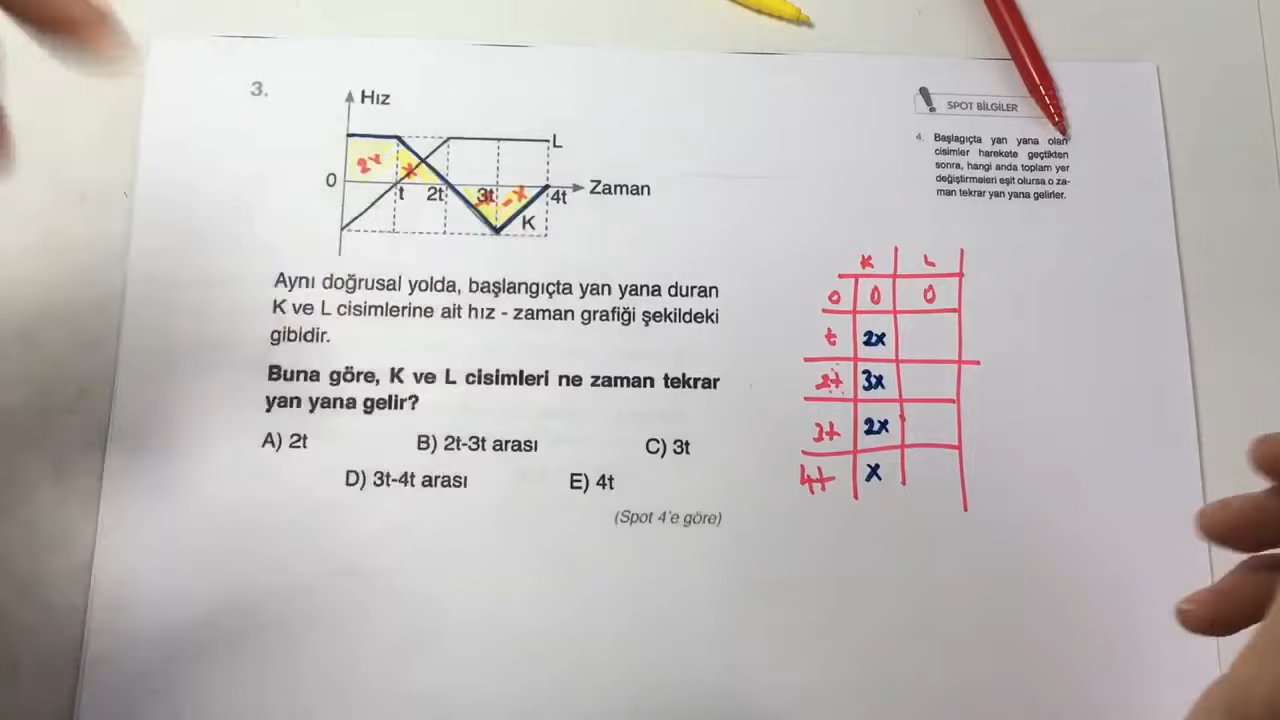 3.
Hız
2x
x
L
0
t
2t
3t
4t
Zaman
-x
K
Aynı doğrusal yolda, başlangıçta yan yana duran
K ve L cisimlerine ait hız - zaman grafiği şekildeki
gibidir.
Buna göre, K ve L cisimleri ne zaman tekrar
yan yana gelir?
A) 2t B) 2t-3t arası C) 3t
D) 3t-4t arası E) 4t
(Spot 4'e göre)
! SPOT BİLGİLER
4. Başlagıçta yan yana olan
cisimler harekete geçtikten
sonra, hangi anda toplam yer
değiştirmeleri eşit olursa o za-
man tekrar yan yana gelirler.
K L
0 0 0
t 2x
2t 3x
3t 2x
4t x